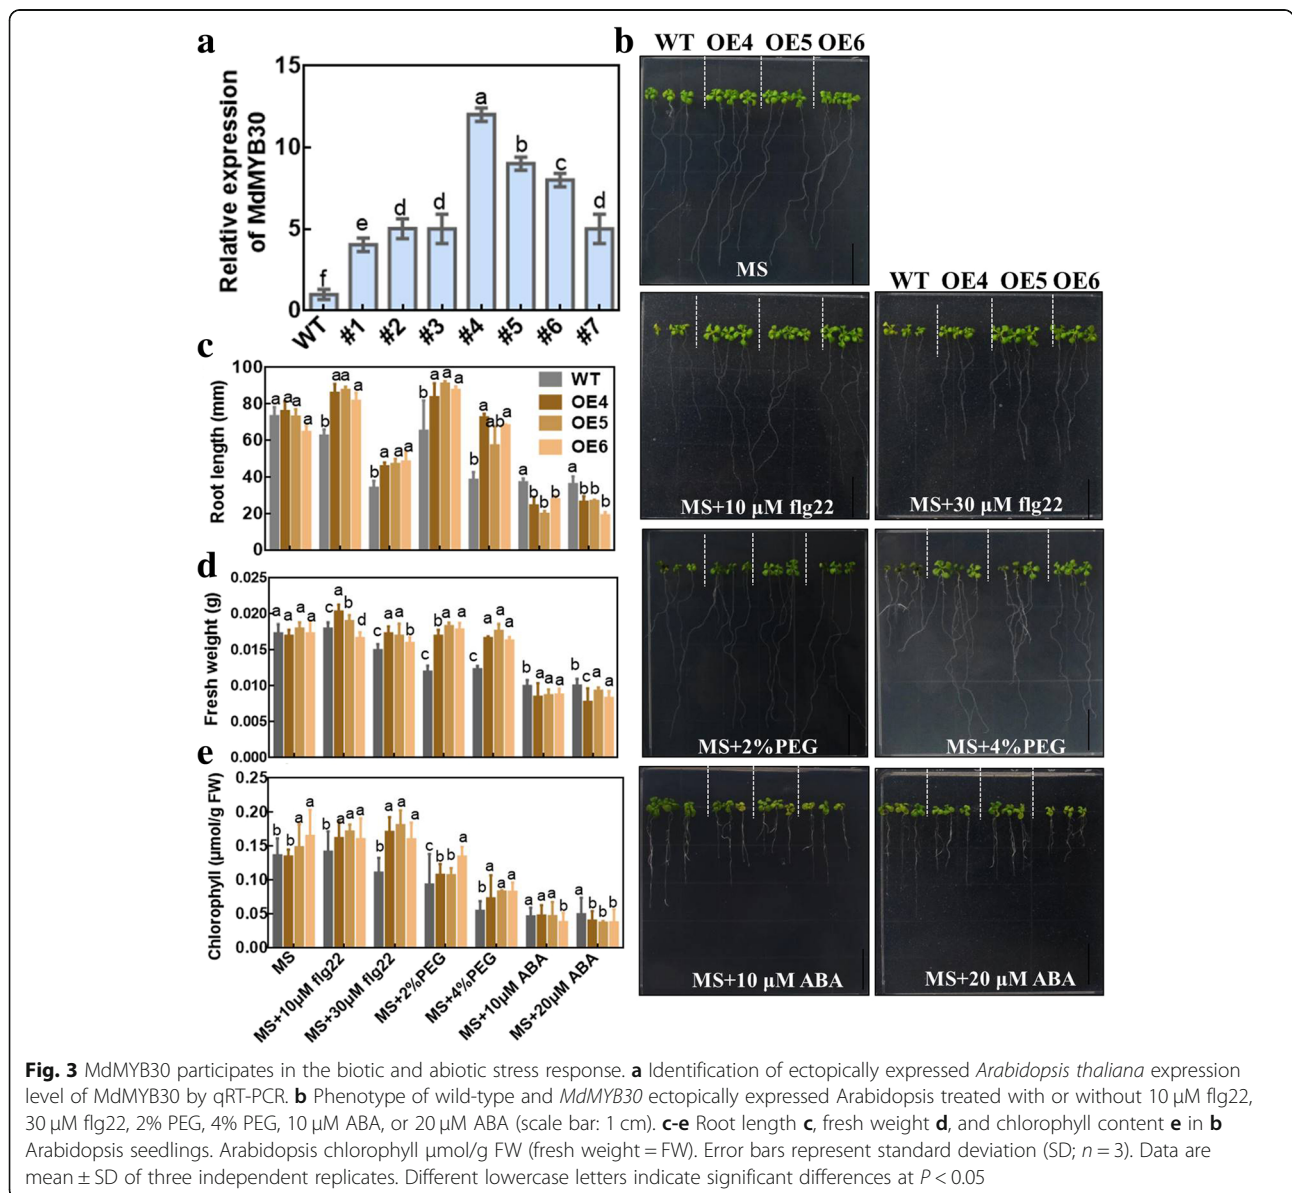 a
Relative expression
of MdMYB30
15
10
5
0
f
e
d
d
a
b
c
d
WT
#1
#2
#3
#4
#5
#6
#7
b
WT OE4 OE5 OE6
MS
WT OE4 OE5 OE6
MS+10 μM flg22
MS+30 μM flg22
MS+2%PEG
MS+4%PEG
MS+10 μM ABA
MS+20 μM ABA
c
Root length (mm)
100
80
60
40
20
0
WT
OE4
OE5
OE6
a a a a
b a a a
b a a a
b a a a
b a ab a
a b b b
a b b b
d
Fresh weight (g)
0.025
0.020
0.015
0.010
0.005
0.000
a a a a
c a b d
c a a b
c b a a
c a a a
b a a a
b c a a
e
Chlorophyll (μmol/g FW)
0.25
0.20
0.15
0.10
0.05
0.00
b b a a
b a a a
b a a a
c b b a
b a a a
a a a b
a b b b
MS
MS+10μM flg22
MS+30μM flg22
MS+2%PEG
MS+4%PEG
MS+10μM ABA
MS+20μM ABA
Fig. 3 MdMYB30 participates in the biotic and abiotic stress response. a Identification of ectopically expressed Arabidopsis thaliana expression
level of MdMYB30 by qRT-PCR. b Phenotype of wild-type and MdMYB30 ectopically expressed Arabidopsis treated with or without 10 μM flg22,
30 μM flg22, 2% PEG, 4% PEG, 10 μM ABA, or 20 μM ABA (scale bar: 1 cm). c-e Root length c, fresh weight d, and chlorophyll content e in b
Arabidopsis seedlings. Arabidopsis chlorophyll μmol/g FW (fresh weight = FW). Error bars represent standard deviation (SD; n = 3). Data are
mean ± SD of three independent replicates. Different lowercase letters indicate significant differences at P < 0.05